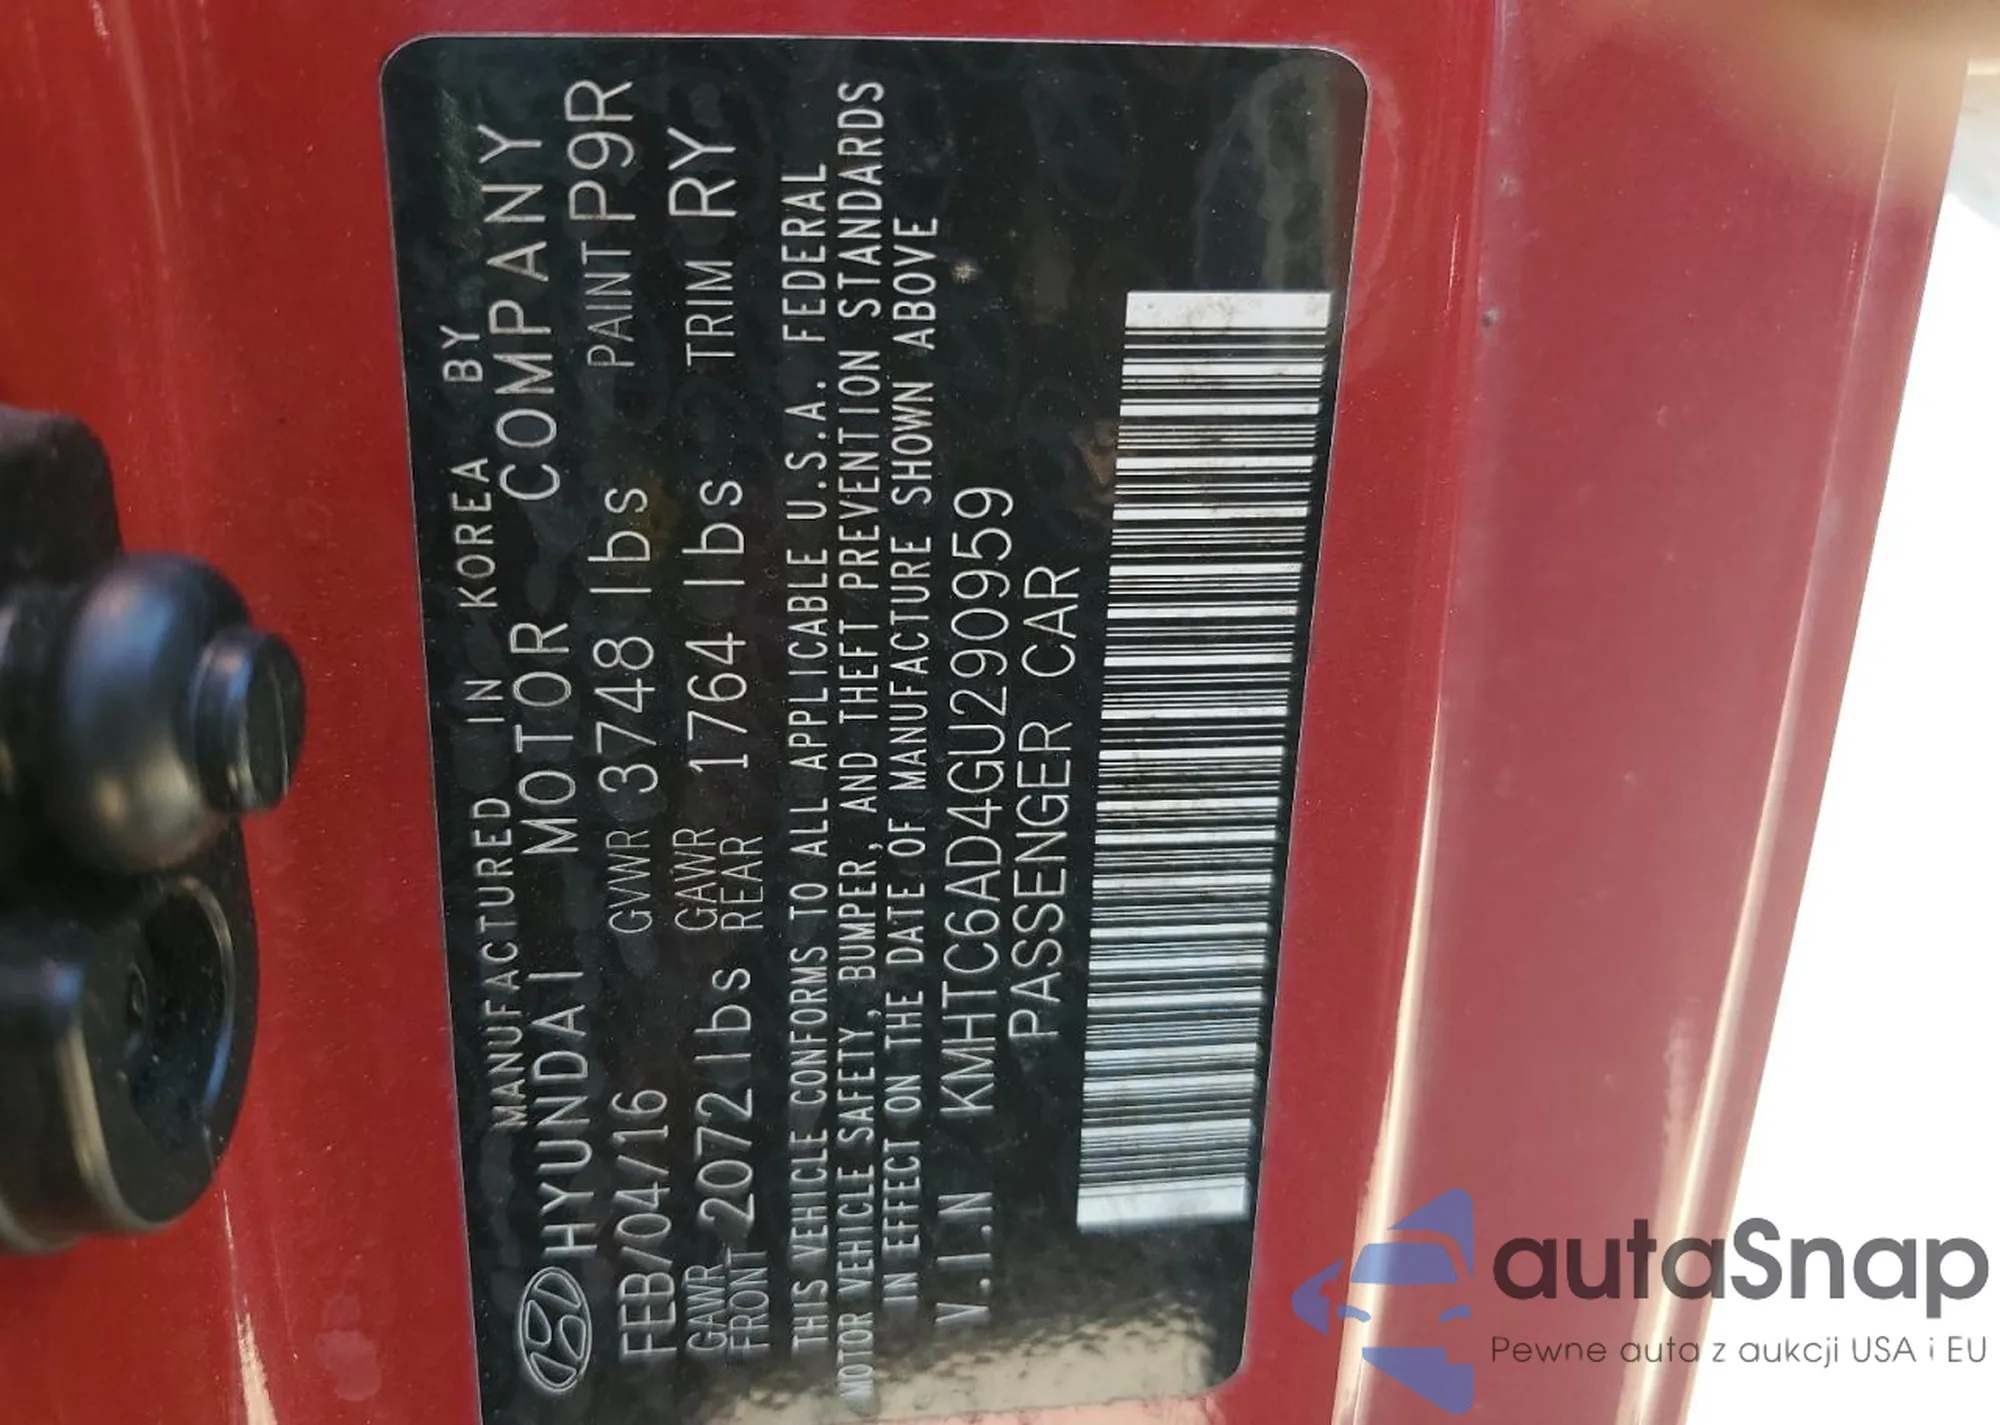 MANUFACTURED IN KOREA BY
HYUNDAI MOTOR COMPANY
FEB/04/16 GVWR 3748 lbs PAINT P9R
GAWR FRONT 2072 lbs GAWR REAR 1764 lbs TRIM RY
THIS VEHICLE CONFORMS TO ALL APPLICABLE U.S.A. FEDERAL
MOTOR VEHICLE SAFETY, BUMPER, AND THEFT PREVENTION STANDARDS
IN EFFECT ON THE DATE OF MANUFACTURE SHOWN ABOVE
V.I.N KMHTC6AD4GU290959
PASSENGER CAR
autaSnap
Pewne auta z aukcji USA i EU